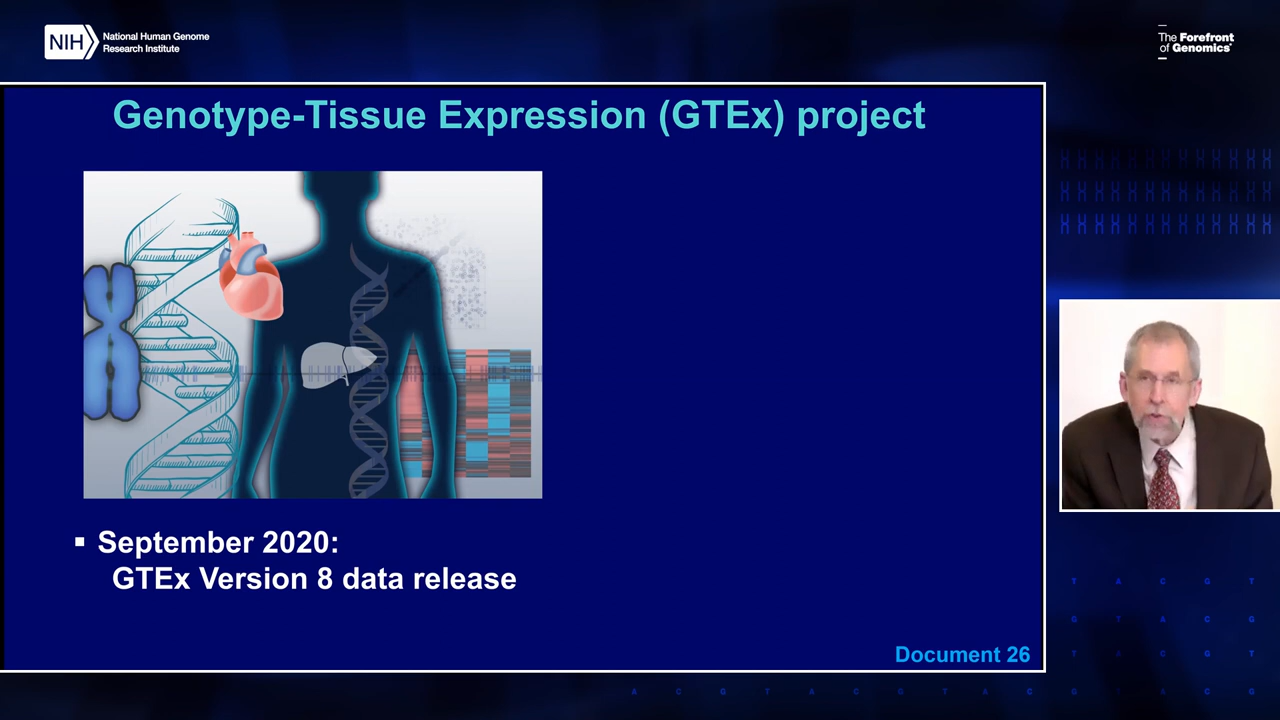 NIH
National Human Genome
Research Institute
The Forefront
of Genomics®
Genotype-Tissue Expression (GTEx) project
▪ September 2020:
GTEx Version 8 data release
Document 26
T A C G T
G T A C G
T A C G T
A C G T A C G T A C G T A C G